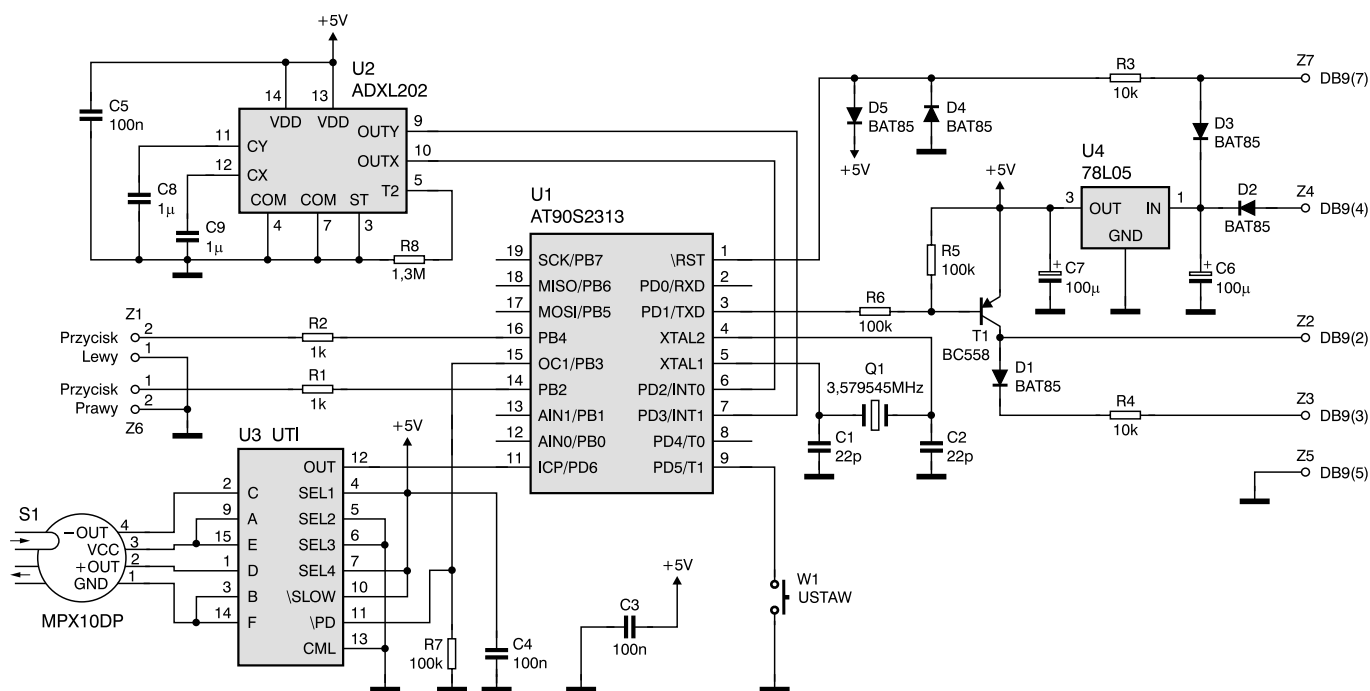 +5V
U2
ADXL202
C5
100n
14
13
VDD
VDD
11
CY
12
CX
OUTY
9
OUTX
10
T2
5
COM
COM
ST
4
7
3
C8
1µ
C9
1µ
R8
1,3M
Z1
Przycisk
2
Lewy
1
Przycisk
1
Prawy
2
Z6
R2
1k
R1
1k
U1
AT90S2313
19
SCK/PB7
18
MISO/PB6
17
MOSI/PB5
16
PB4
15
OC1/PB3
14
PB2
13
AIN1/PB1
12
AIN0/PB0
11
ICP/PD6
\RST
1
PD0/RXD
2
PD1/TXD
3
XTAL2
4
XTAL1
5
PD2/INT0
6
PD3/INT1
7
PD4/T0
8
PD5/T1
9
D5
BAT85
+5V
D4
BAT85
R3
10k
Z7
DB9(7)
D3
BAT85
U4
78L05
3
OUT
IN
1
GND
D2
BAT85
Z4
DB9(4)
+5V
R5
100k
R6
100k
+
C7
100µ
+
C6
100µ
T1
BC558
Z2
DB9(2)
D1
BAT85
R4
10k
Z3
DB9(3)
Z5
DB9(5)
Q1
3,579545MHz
C1
22p
C2
22p
U3 UTI
+5V
OUT
12
SEL1
4
SEL2
5
SEL3
6
SEL4
7
\SLOW
10
\PD
11
CML
13
2
C
9
A
15
E
1
D
3
B
14
F
S1
–OUT
4
VCC
3
+OUT
2
GND
1
MPX10DP
R7
100k
C4
100n
C3
100n
+5V
W1
USTAW